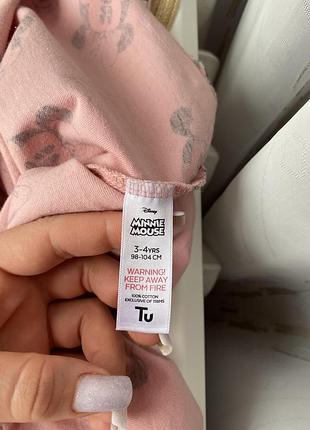 Disney
MINNIE
MOUSE
3-4YRS
98-104 CM
WARNING!
KEEP AWAY
FROM FIRE
100% COTTON
EXCLUSIVE OF TRIMS
Tu